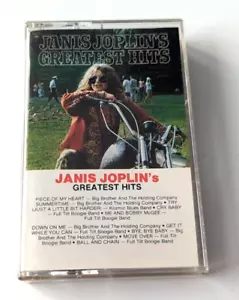 JANIS JOPLIN'S
GREATEST HITS
JANIS JOPLIN's
GREATEST HITS
PIECE OF MY HEART — Big Brother And The Holding Company
SUMMERTIME — Big Brother And The Holding Company • TRY
(JUST A LITTLE BIT HARDER) — Kozmic Blues Band • CRY BABY
— Full Tilt Boogie Band • ME AND BOBBY McGEE —
Full Tilt Boogie Band
DOWN ON ME — Big Brother And The Holding Company • GET IT
WHILE YOU CAN — Full Tilt Boogie Band • BYE, BYE BABY — Big
Brother And The Holding Company • MOVE OVER — Full Tilt
Boogie Band • BALL AND CHAIN — Full Tilt Boogie Band